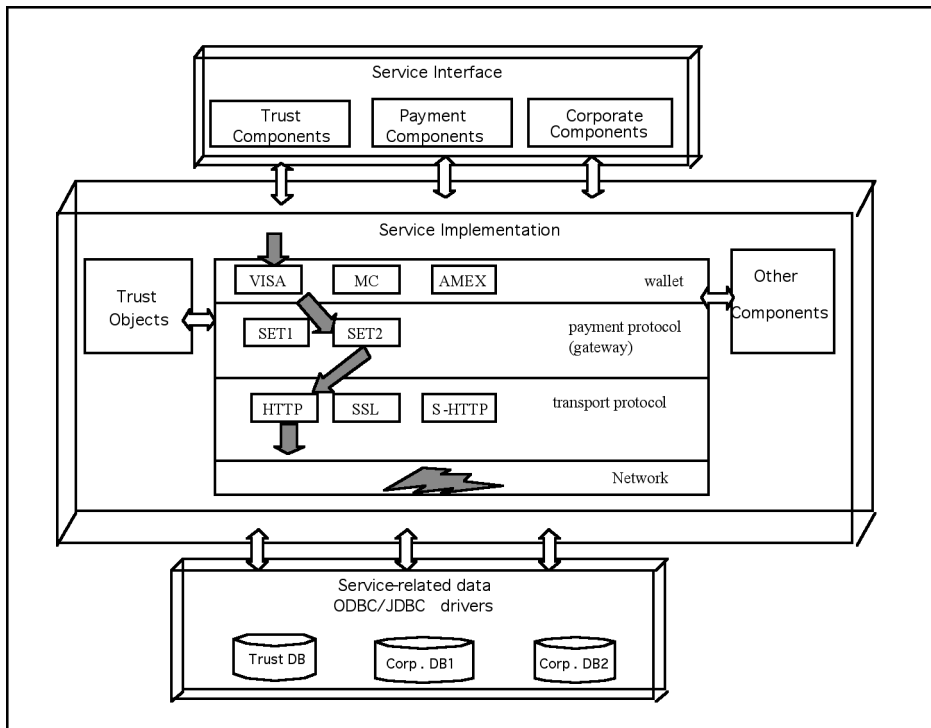 Service Interface
Trust
Components
Payment
Components
Corporate
Components
Service Implementation
Trust
Objects
VISA
MC
AMEX
wallet
SET1
SET2
payment protocol
(gateway)
HTTP
SSL
S-HTTP
transport protocol
Network
Other
Components
Service-related data
ODBC/JDBC drivers
Trust DB
Corp. DB1
Corp. DB2